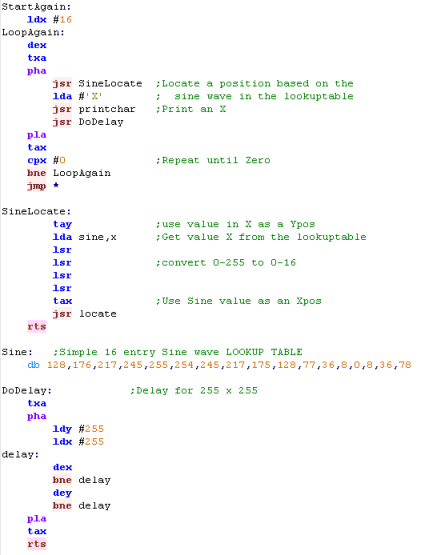 StartAgain:
ldx #16
LoopAgain:
dex
txa
pha
jsr SineLocate ;Locate a position based on the
lda #'X' ; sine wave in the lookuptable
jsr printchar ;Print an X
jsr DoDelay
pla
tax
cpx #0 ;Repeat until Zero
bne LoopAgain
jmp *
SineLocate:
tay ;use value in X as a Ypos
lda sine,x ;Get value X from the lookuptable
lsr
lsr ;convert 0-255 to 0-16
lsr
lsr
tax ;Use Sine value as an Xpos
jsr locate
rts
Sine: ;Simple 16 entry Sine wave LOOKUP TABLE
db 128,176,217,245,255,254,245,217,175,128,77,36,8,0,8,36,78
DoDelay: ;Delay for 255 x 255
txa
pha
ldy #255
ldx #255
delay:
dex
bne delay
dey
bne delay
pla
tax
rts